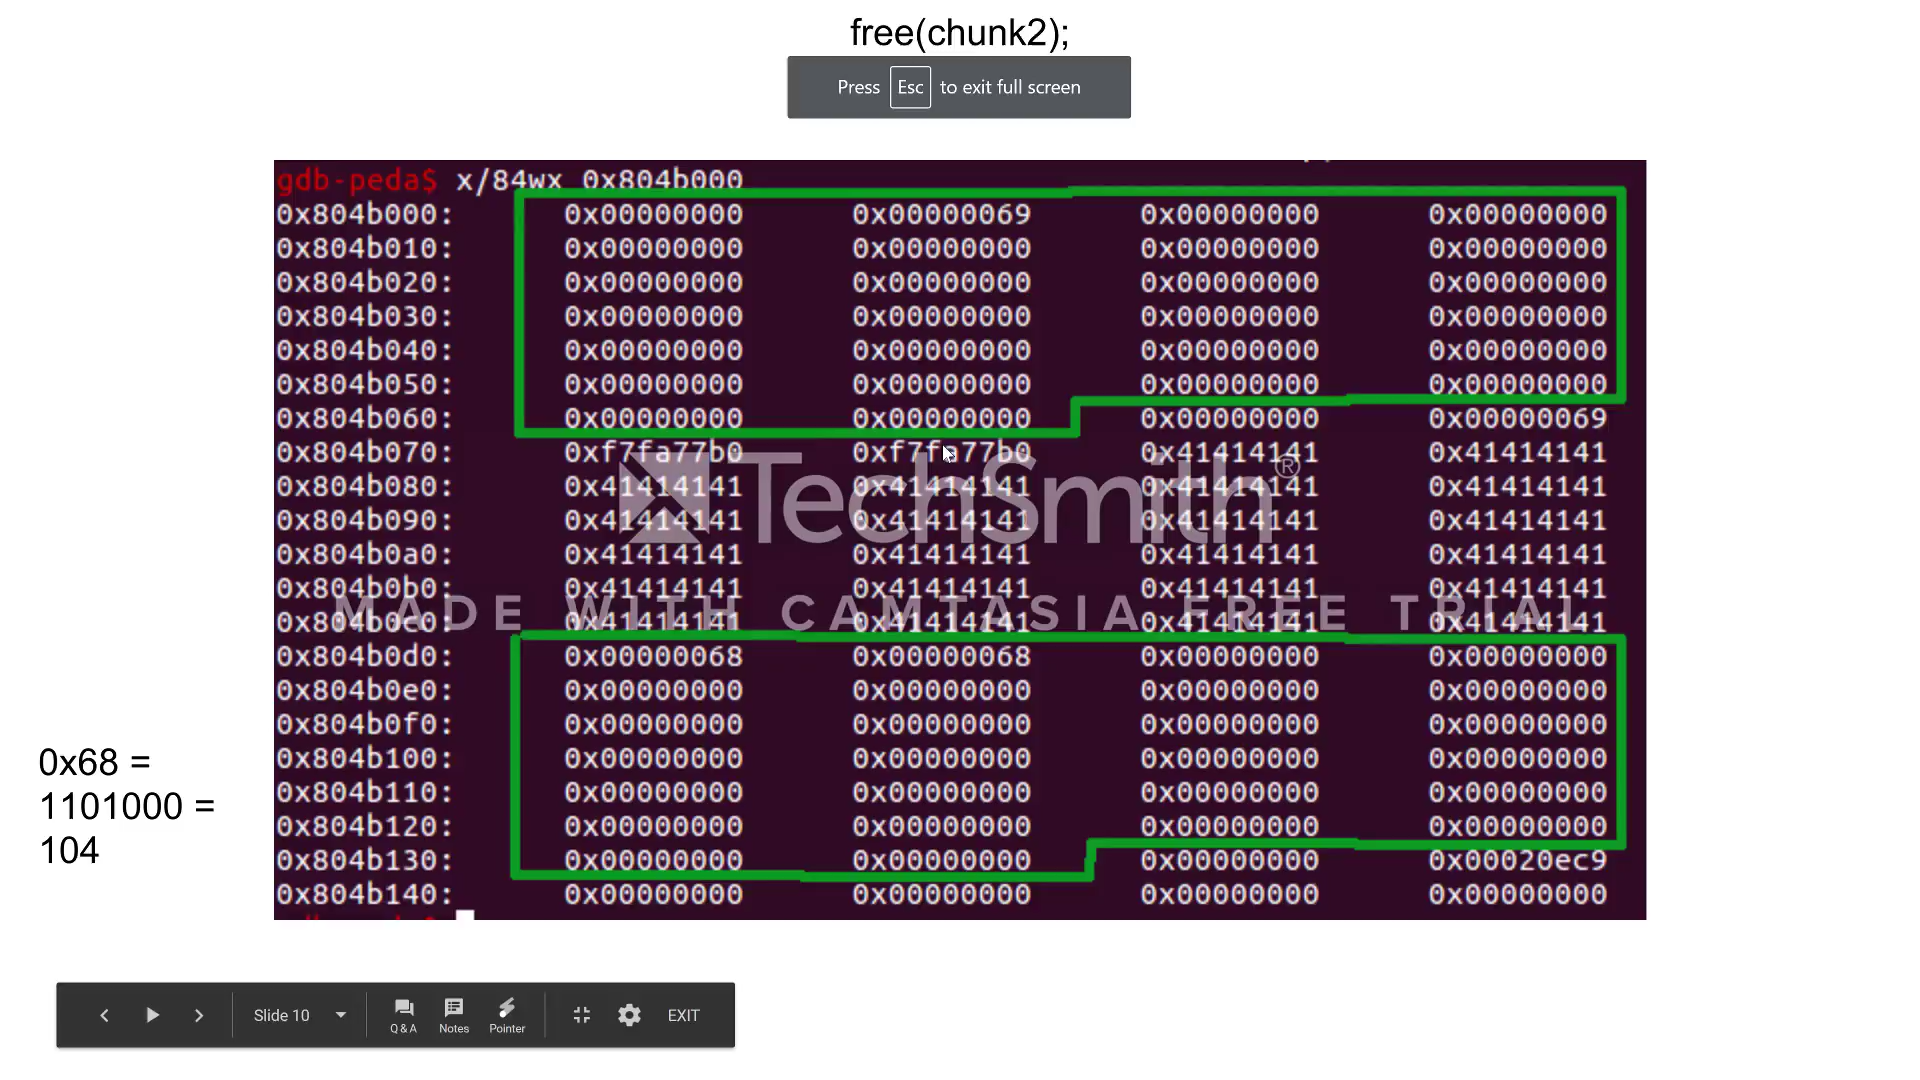 free(chunk2);
Press Esc to exit full screen
gdb-peda$ x/84wx 0x804b000
0x804b000: 0x00000000 0x00000069 0x00000000 0x00000000
0x804b010: 0x00000000 0x00000000 0x00000000 0x00000000
0x804b020: 0x00000000 0x00000000 0x00000000 0x00000000
0x804b030: 0x00000000 0x00000000 0x00000000 0x00000000
0x804b040: 0x00000000 0x00000000 0x00000000 0x00000000
0x804b050: 0x00000000 0x00000000 0x00000000 0x00000000
0x804b060: 0x00000000 0x00000000 0x00000000 0x00000069
0x804b070: 0xf7fa77b0 0xf7fa77b0 0x41414141 0x41414141
TechSmith®
0x804b080: 0x41414141 0x41414141 0x41414141 0x41414141
0x804b090: 0x41414141 0x41414141 0x41414141 0x41414141
0x804b0a0: 0x41414141 0x41414141 0x41414141 0x41414141
0x804b0b0: 0x41414141 0x41414141 0x41414141 0x41414141
MADE WITH CAMTASIA FREE TRIAL
0x804b0c0: 0x41414141 0x41414141 0x41414141 0x41414141
0x804b0d0: 0x00000068 0x00000068 0x00000000 0x00000000
0x804b0e0: 0x00000000 0x00000000 0x00000000 0x00000000
0x804b0f0: 0x00000000 0x00000000 0x00000000 0x00000000
0x804b100: 0x00000000 0x00000000 0x00000000 0x00000000
0x804b110: 0x00000000 0x00000000 0x00000000 0x00000000
0x804b120: 0x00000000 0x00000000 0x00000000 0x00000000
0x804b130: 0x00000000 0x00000000 0x00000000 0x00020ec9
0x804b140: 0x00000000 0x00000000 0x00000000 0x00000000
0x68 =
1101000 =
104
Slide 10
Q & A
Notes
Pointer
EXIT